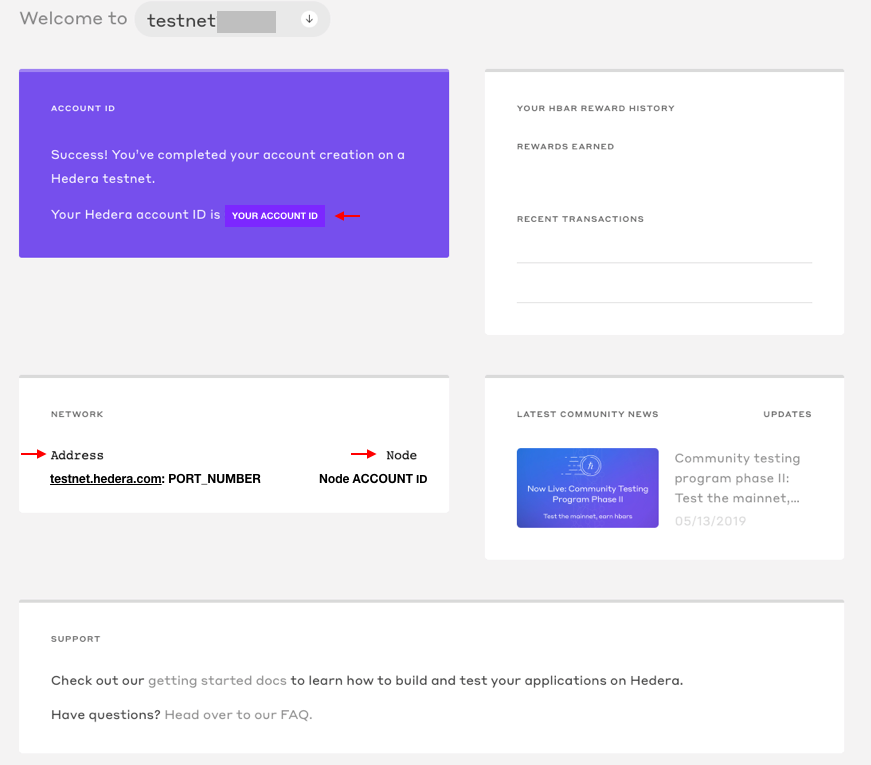 Welcome to testnet
ACCOUNT ID
Success! You've completed your account creation on a
Hedera testnet.
Your Hedera account ID is YOUR ACCOUNT ID
YOUR HBAR REWARD HISTORY
REWARDS EARNED
RECENT TRANSACTIONS
NETWORK
Address Node
testnet.hedera.com: PORT_NUMBER Node ACCOUNT ID
LATEST COMMUNITY NEWS UPDATES
Now Live: Community Testing
Program Phase II
Test the mainnet, earn hbars
Community testing
program phase II:
Test the mainnet,...
05/13/2019
SUPPORT
Check out our getting started docs to learn how to build and test your applications on Hedera.
Have questions? Head over to our FAQ.